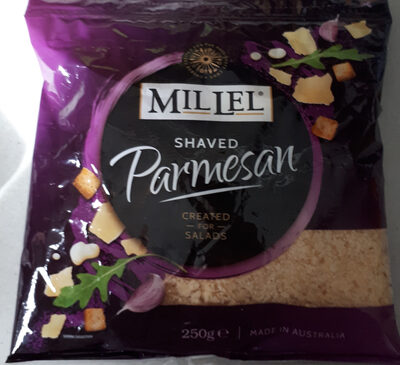 MILLEL®
SHAVED
Parmesan
CREATED
FOR
SALADS
250g℮ | MADE IN AUSTRALIA